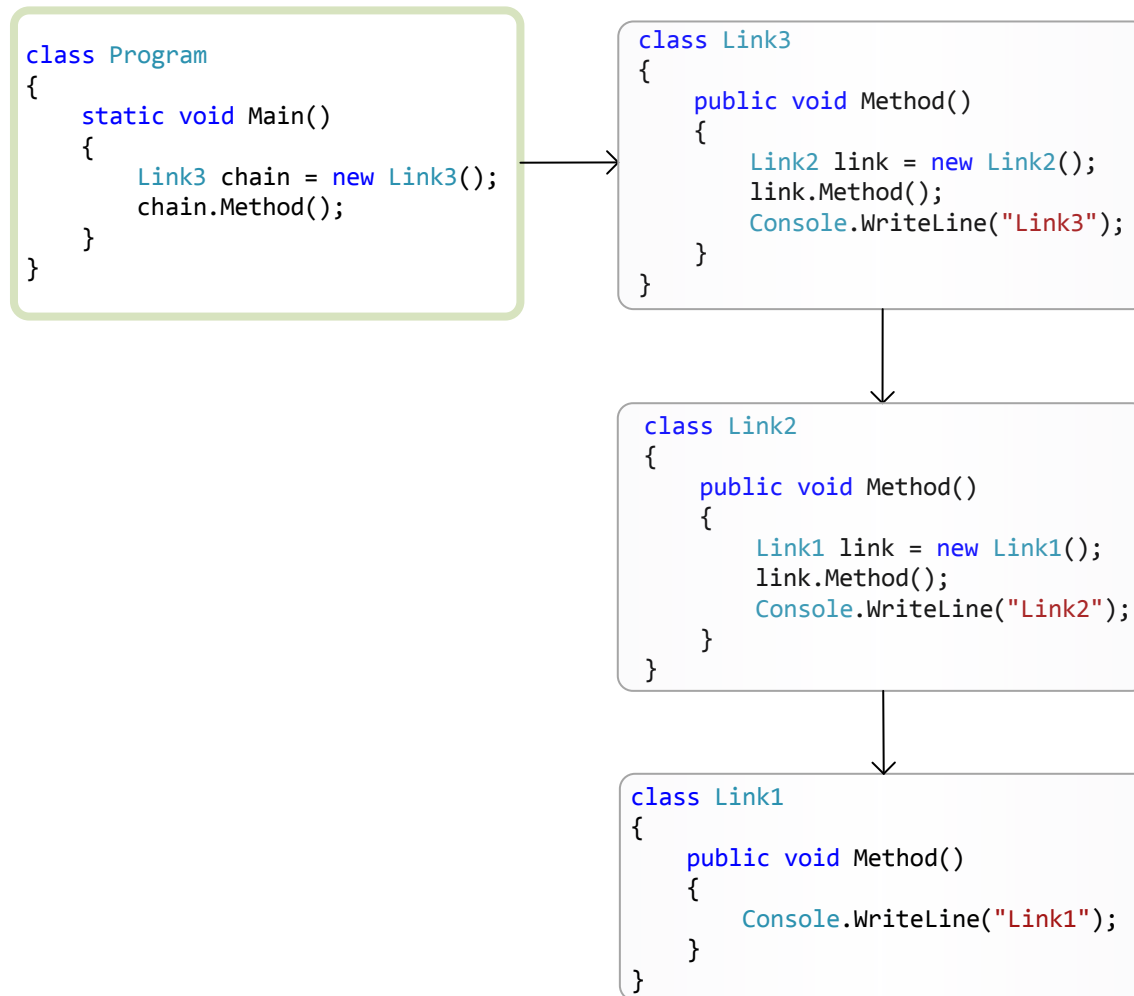 class Program
{
    static void Main()
    {
        Link3 chain = new Link3();
        chain.Method();
    }
}
class Link3
{
    public void Method()
    {
        Link2 link = new Link2();
        link.Method();
        Console.WriteLine("Link3");
    }
}
class Link2
{
    public void Method()
    {
        Link1 link = new Link1();
        link.Method();
        Console.WriteLine("Link2");
    }
}
class Link1
{
    public void Method()
    {
        Console.WriteLine("Link1");
    }
}